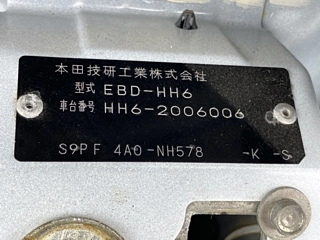 本田技研工業株式会社
型式 EBD-HH6
車台番号 HH6-2006006
S9PF 4A0-NH578 -K -S